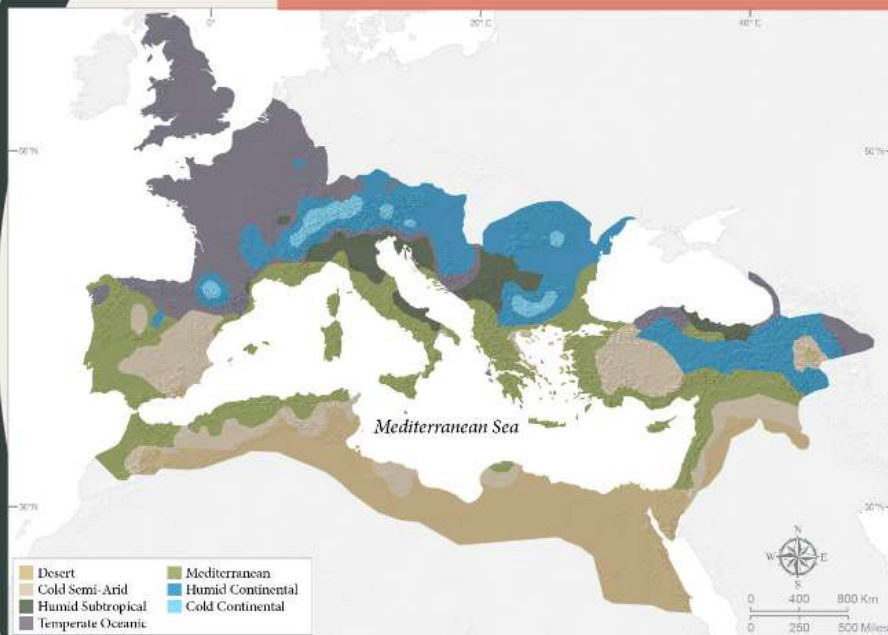 0°
20°E
40°E
50°N
50°N
Mediterranean Sea
30°N
30°N
Desert
Cold Semi-Arid
Humid Subtropical
Temperate Oceanic
Mediterranean
Humid Continental
Cold Continental
N
W
E
S
0 400 800 Km
0 250 500 Miles